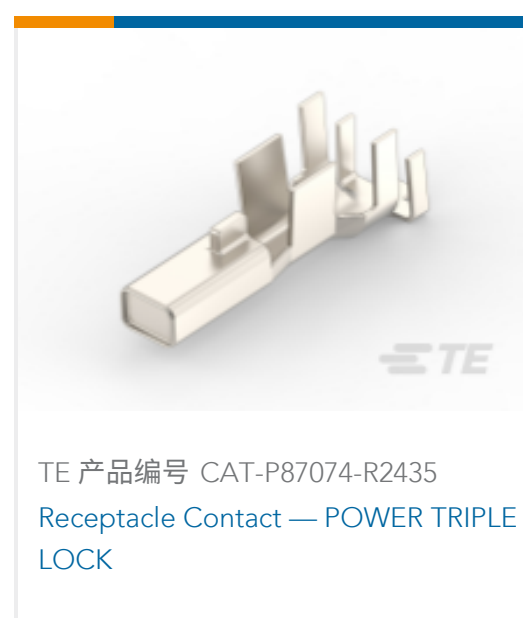 TE
TE 产品编号 CAT-P87074-R2435
Receptacle Contact — POWER TRIPLE
LOCK